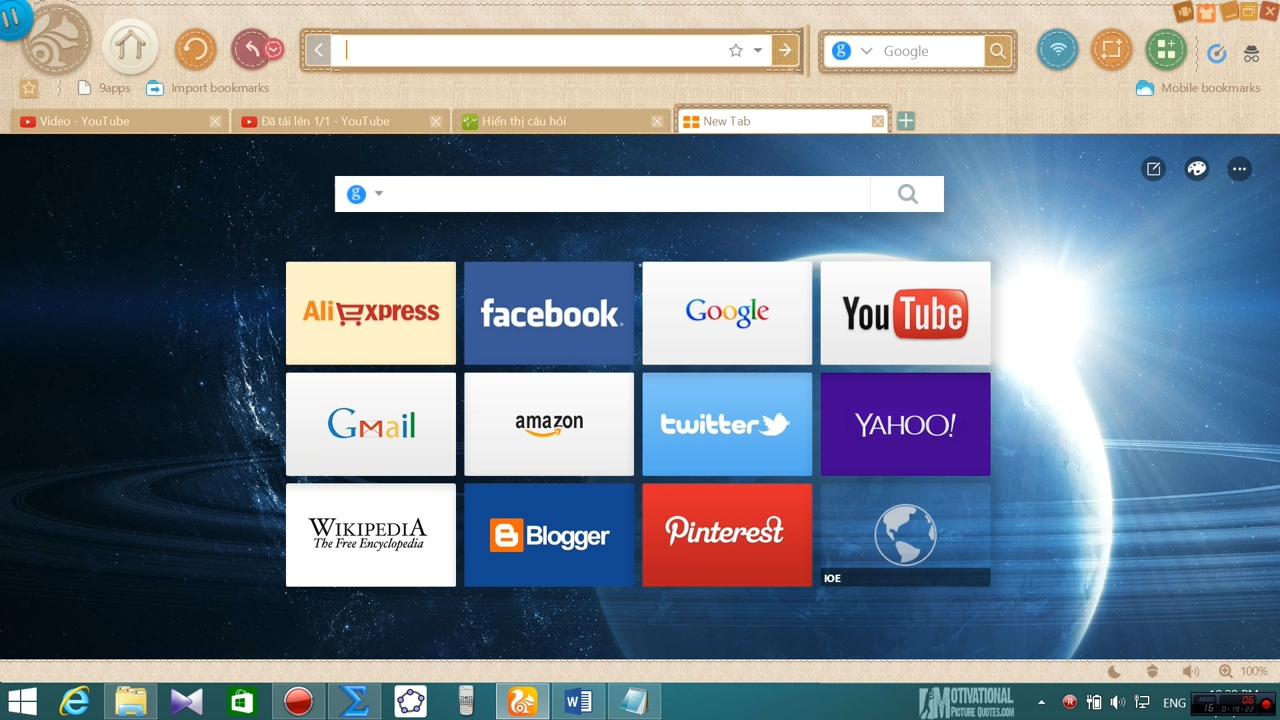 Google
9apps
Import bookmarks
Mobile bookmarks
Video - YouTube
Đã tải lên 1/1 - YouTube
Hiển thị câu hỏi
New Tab
g
AliExpress
facebook
Google
YouTube
Gmail
amazon
twitter
YAHOO!
WIKIPEDIA
The Free Encyclopedia
Blogger
Pinterest
IOE
100%
MOTIVATIONAL
PICTURE QUOTES.COM
ENG